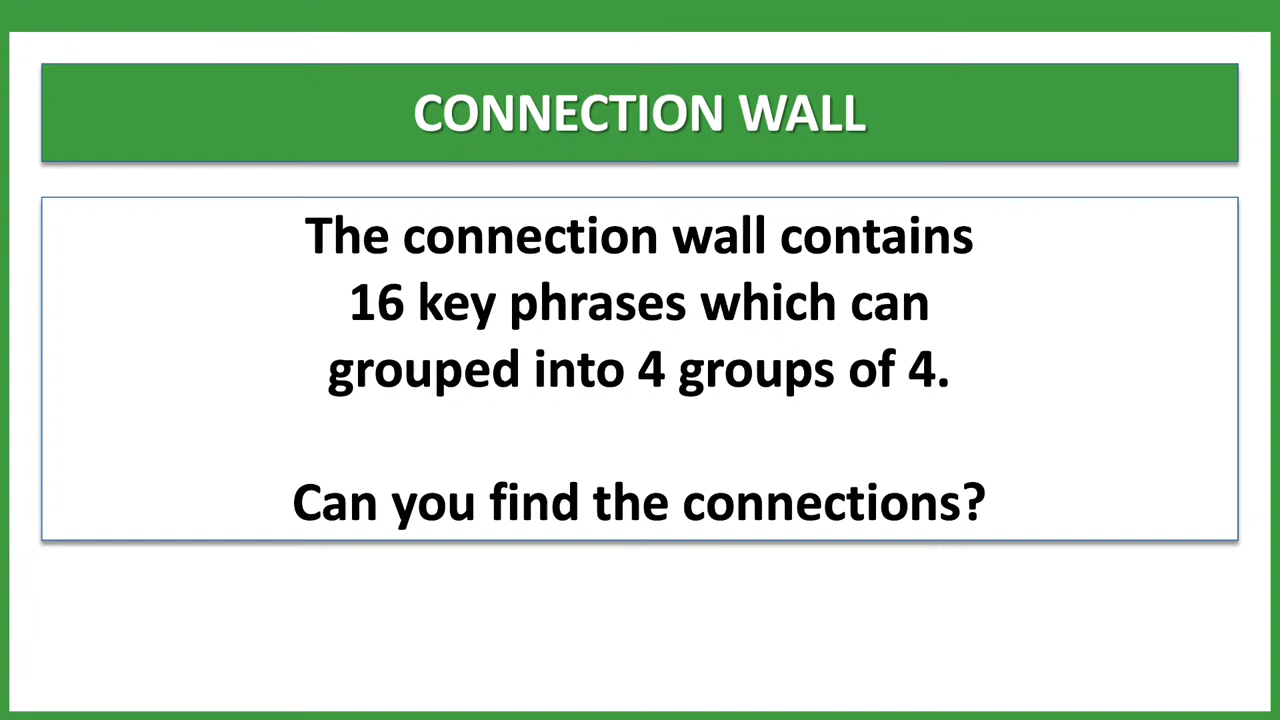 CONNECTION WALL
The connection wall contains
16 key phrases which can
grouped into 4 groups of 4.
Can you find the connections?